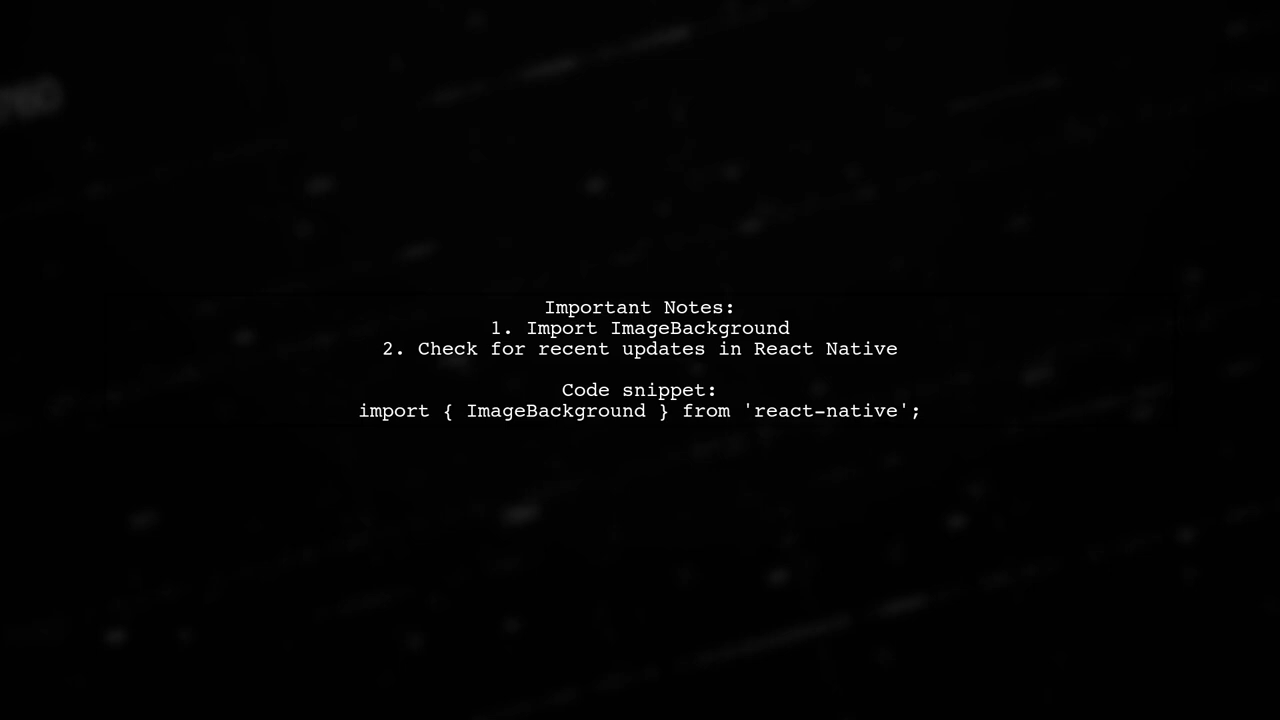 Important Notes:
1. Import ImageBackground
2. Check for recent updates in React Native
Code snippet:
import { ImageBackground } from 'react-native';